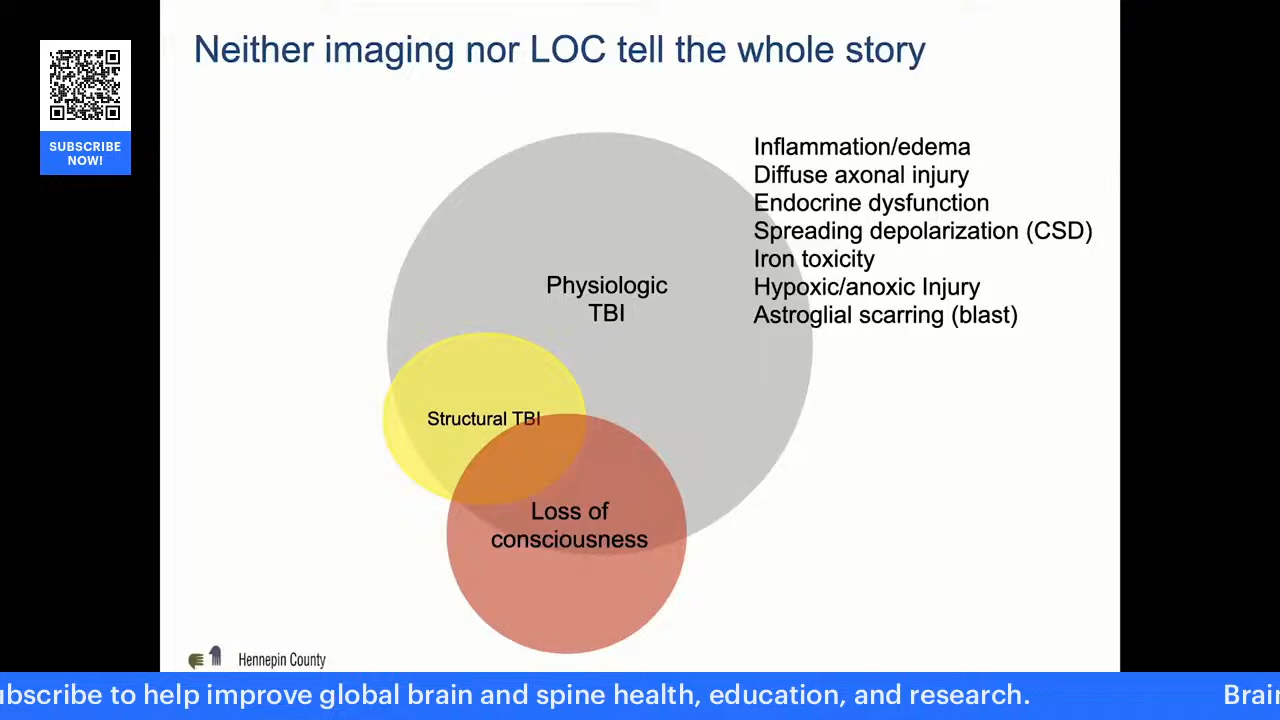 Neither imaging nor LOC tell the whole story
SUBSCRIBE
NOW!
Inflammation/edema
Diffuse axonal injury
Endocrine dysfunction
Spreading depolarization (CSD)
Iron toxicity
Hypoxic/anoxic Injury
Astroglial scarring (blast)
Physiologic
TBI
Structural TBI
Loss of
consciousness
Hennepin County
ubscribe to help improve global brain and spine health, education, and research. Brain